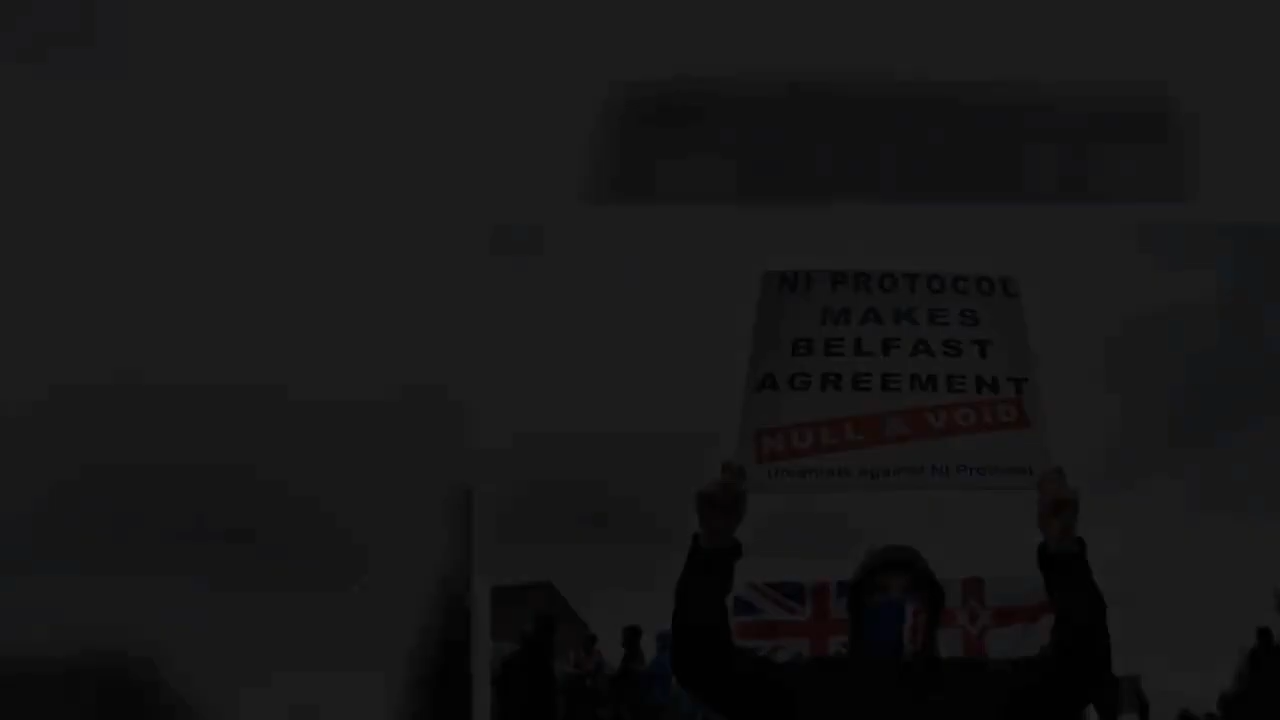 NI PROTOCOL
MAKES
BELFAST
AGREEMENT
NULL & VOID
Unionists against NI Protocol